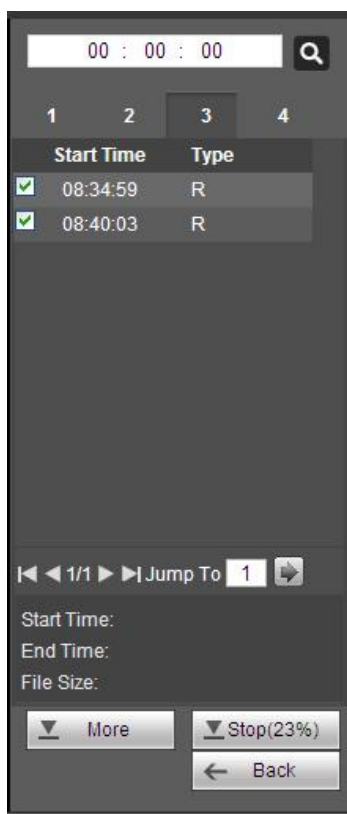 00 : 00 : 00
1 2 3 4
Start Time Type
08:34:59 R
08:40:03 R
1/1 Jump To 1
Start Time:
End Time:
File Size:
More Stop(23%)
Back